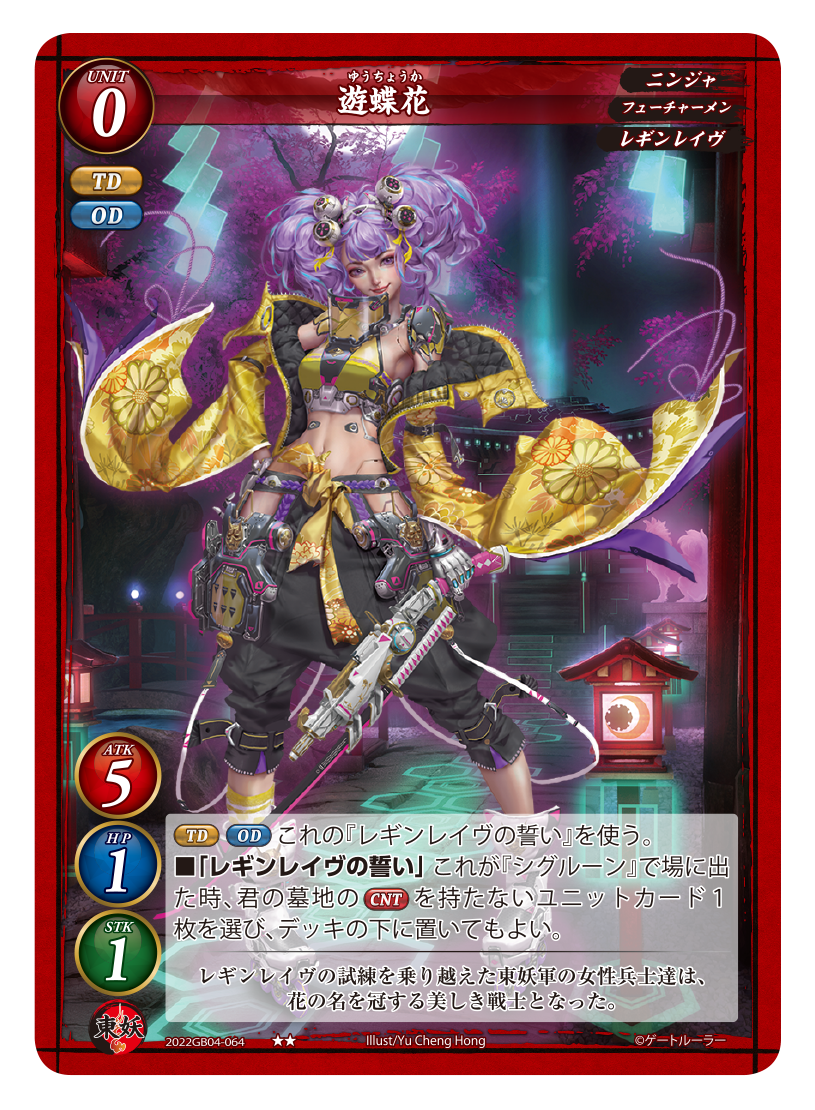 UNIT
0
ゆうちょうか
遊蝶花
ニンジャ
フューチャーメン
レギンレイヴ
TD
OD
ATK
5
HP
1
STK
1
TD OD これの『レギンレイヴの誓い』を使う。
■「レギンレイヴの誓い」これが『シグルーン』で場に出
た時、君の墓地の CNT を持たないユニットカード1
枚を選び、デッキの下に置いてもよい。
レギンレイヴの試練を乗り越えた東妖軍の女性兵士達は、
花の名を冠する美しき戦士となった。
東妖
2022GB04-064 ★★ Illust/Yu Cheng Hong ©ゲートルーラー